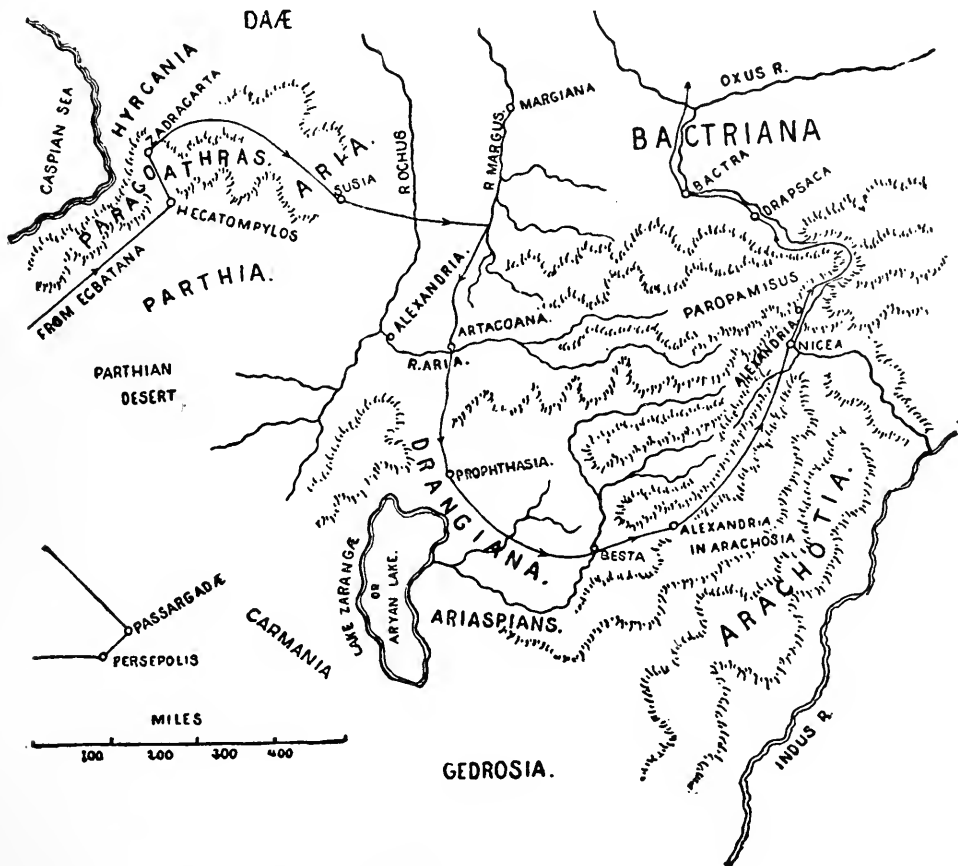 DAÆ
CASPIAN SEA
HYRCANIA
ZADRACARTA
PARAGOATHRAS.
HECATOMPYLOS
FROM ECBATANA
PARTHIA.
SUSIA
ARIA.
R OCHUS
R. MARGUS.
MARGIANA
OXUS R.
BACTRIANA
BACTRA
DRAPSACA
ALEXANDRIA.
ARTACOANA.
R.ARIA.
PAROPAMISUS
ALEXANDRIA
NICEA
PARTHIAN
DESERT
PROPHTHASIA.
DRANGIANA.
BESTA
ALEXANDRIA
IN ARACHOSIA
ARACHOTIA.
LAKE ZARANGÆ
OR
ARYAN LAKE.
ARIASPIANS.
CARMANIA
PASSARGADÆ
PERSEPOLIS
MILES
100 200 300 400
GEDROSIA.
INDUS R